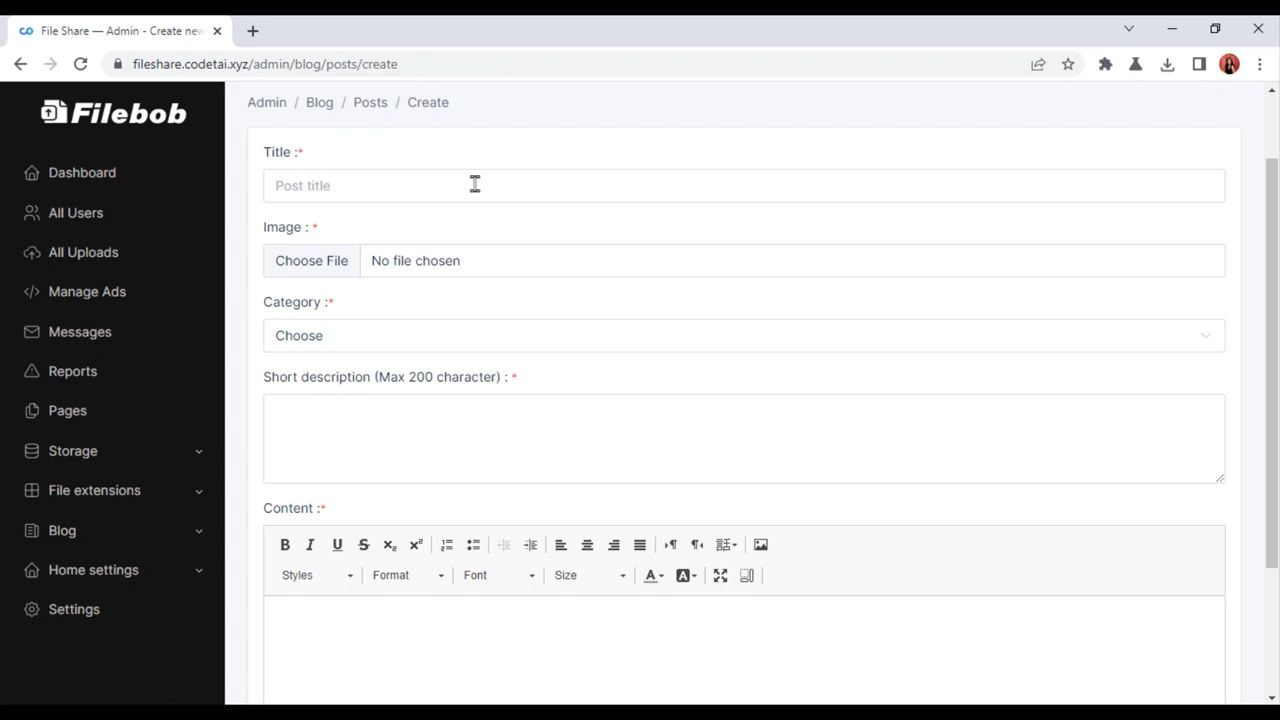 File Share — Admin - Create new
fileshare.codetai.xyz/admin/blog/posts/create
Filebob
Dashboard
All Users
All Uploads
Manage Ads
Messages
Reports
Pages
Storage
File extensions
Blog
Home settings
Settings
Admin / Blog / Posts / Create
Title :*
Post title
Image : *
Choose File No file chosen
Category :*
Choose
Short description (Max 200 character) : *
Content :*
Styles Format Font Size